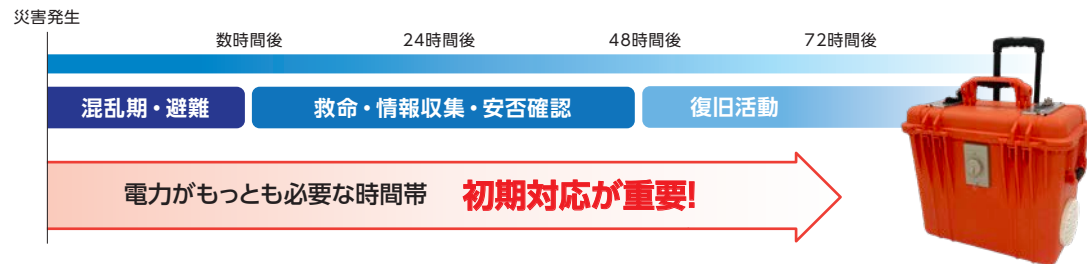 災害発生
数時間後
24時間後
48時間後
72時間後
混乱期・避難
救命・情報収集・安否確認
復旧活動
電力がもっとも必要な時間帯 初期対応が重要!